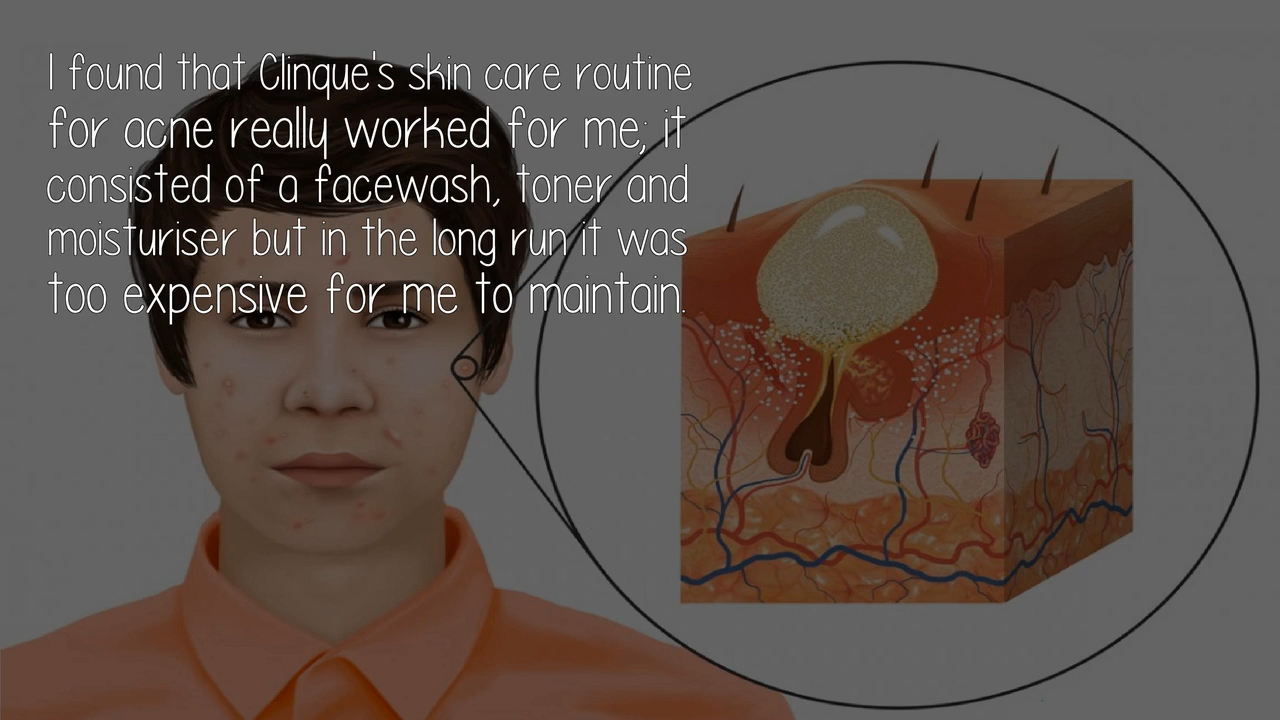 I found that Clinque's skin care routine
for acne really worked for me; it
consisted of a facewash, toner and
moisturiser but in the long run it was
too expensive for me to maintain.